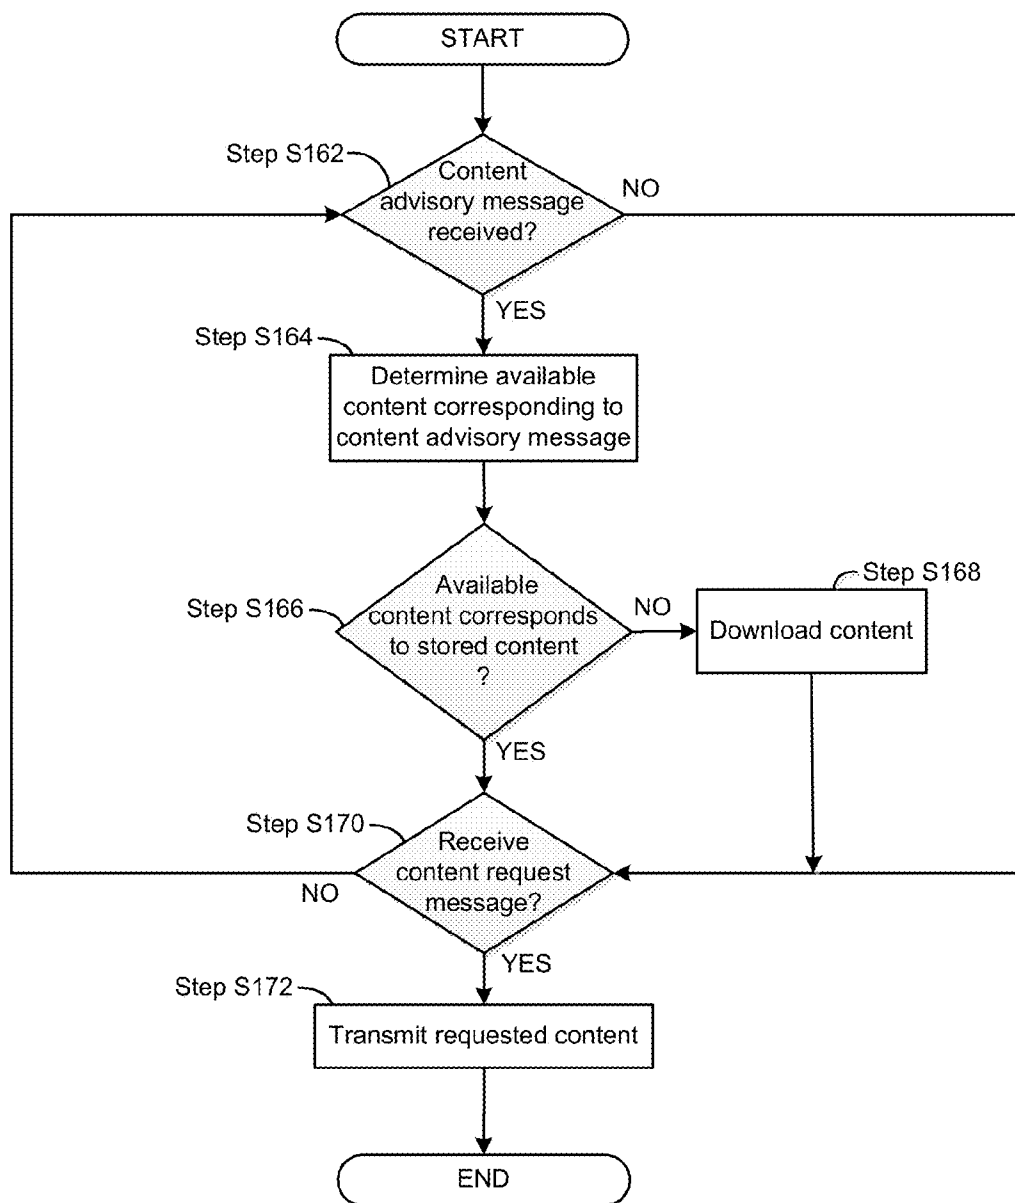 START
Step S162
Content
advisory message
received?
NO
YES
Step S164
Determine available
content corresponding to
content advisory message
Step S166
Available
content corresponds
to stored content
?
NO
Step S168
Download content
YES
Step S170
Receive
content request
message?
NO
YES
Step S172
Transmit requested content
END